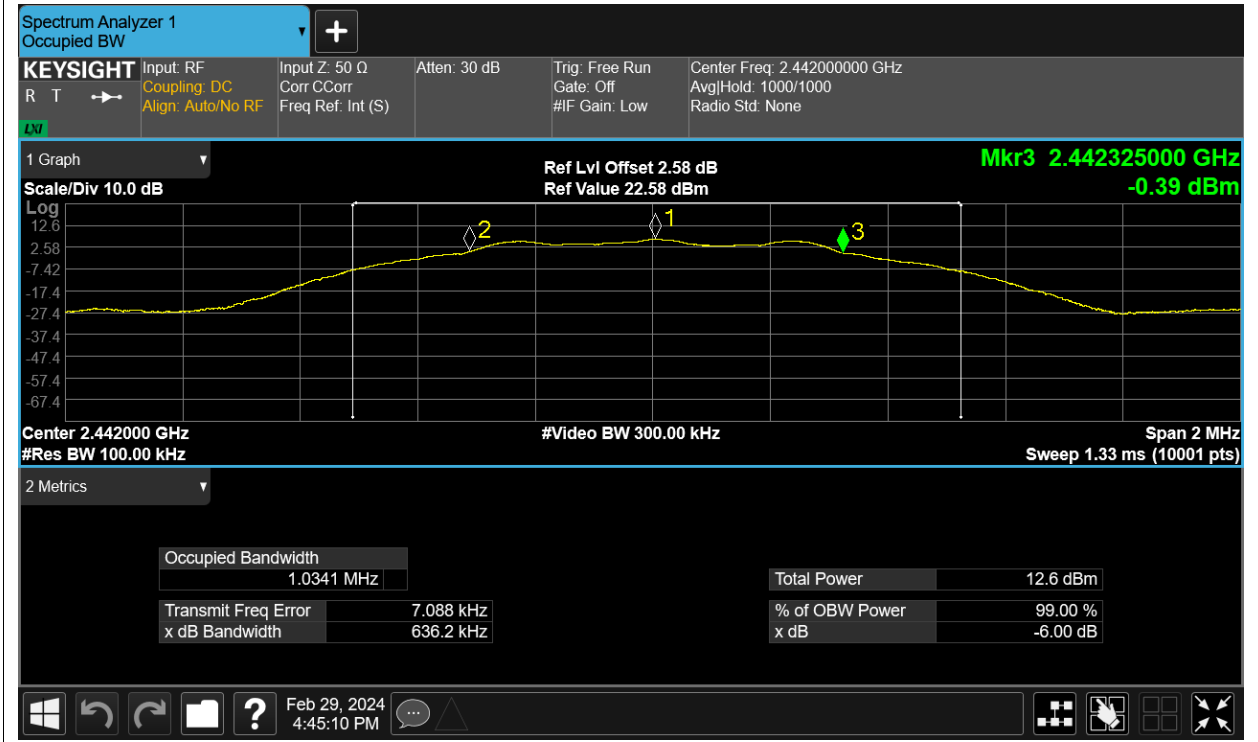 Spectrum Analyzer 1
Occupied BW
KEYSIGHT
R T
LXI
Input: RF
Coupling: DC
Align: Auto/No RF
Input Z: 50 Ω
Corr CCorr
Freq Ref: Int (S)
Atten: 30 dB
Trig: Free Run
Gate: Off
#IF Gain: Low
Center Freq: 2.442000000 GHz
Avg|Hold: 1000/1000
Radio Std: None
1 Graph
Scale/Div 10.0 dB
Ref Lvl Offset 2.58 dB
Ref Value 22.58 dBm
Mkr3 2.442325000 GHz
-0.39 dBm
Log
12.6
2.58
-7.42
-17.4
-27.4
-37.4
-47.4
-57.4
-67.4
2
1
3
Center 2.442000 GHz
#Res BW 100.00 kHz
#Video BW 300.00 kHz
Span 2 MHz
Sweep 1.33 ms (10001 pts)
2 Metrics
Occupied Bandwidth
1.0341 MHz
Transmit Freq Error 7.088 kHz
x dB Bandwidth 636.2 kHz
Total Power 12.6 dBm
% of OBW Power 99.00 %
x dB -6.00 dB
?
Feb 29, 2024
4:45:10 PM